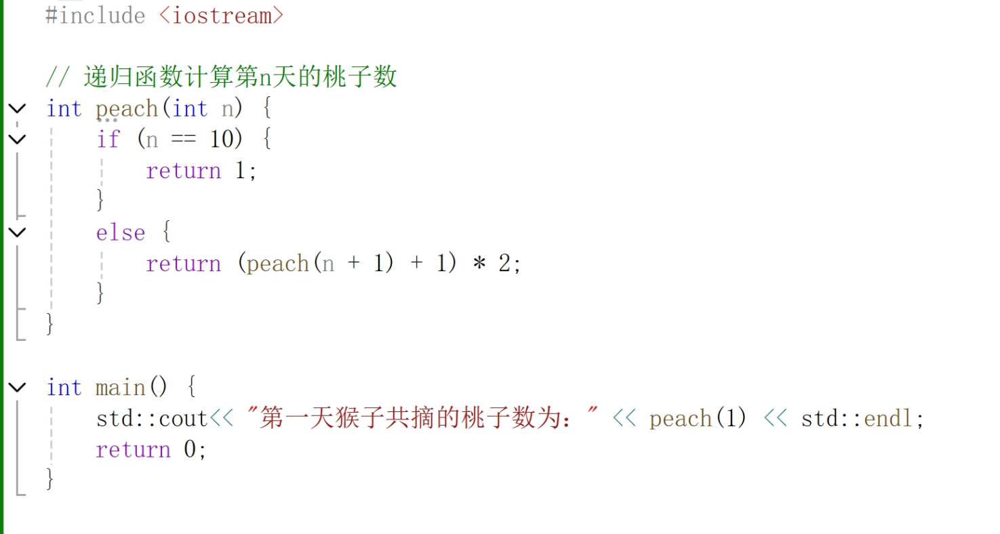 #include <iostream>
// 递归函数计算第n天的桃子数
int peach(int n) {
if (n == 10) {
return 1;
}
else {
return (peach(n + 1) + 1) * 2;
}
}
int main() {
std::cout<< "第一天猴子共摘的桃子数为：" << peach(1) << std::endl;
return 0;
}